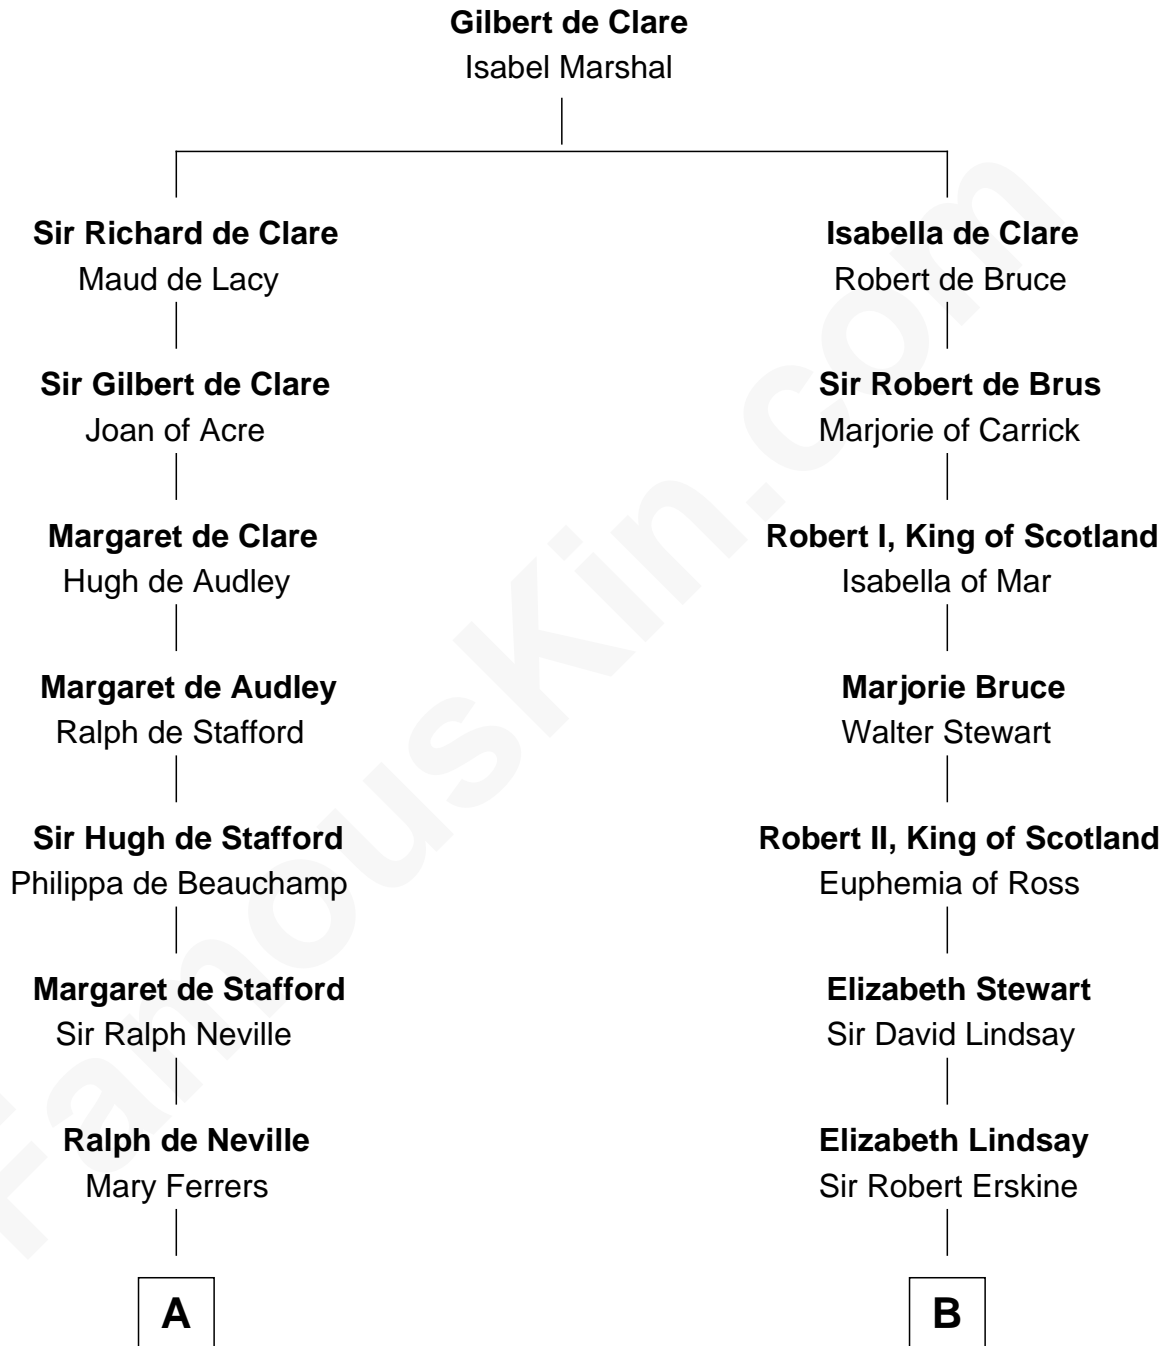 Gilbert de Clare
Isabel Marshal
Sir Richard de Clare
Maud de Lacy
Isabella de Clare
Robert de Bruce
Sir Gilbert de Clare
Joan of Acre
Sir Robert de Brus
Marjorie of Carrick
Margaret de Clare
Hugh de Audley
Robert I, King of Scotland
Isabella of Mar
Margaret de Audley
Ralph de Stafford
Marjorie Bruce
Walter Stewart
Sir Hugh de Stafford
Philippa de Beauchamp
Robert II, King of Scotland
Euphemia of Ross
Margaret de Stafford
Sir Ralph Neville
Elizabeth Stewart
Sir David Lindsay
Ralph de Neville
Mary Ferrers
Elizabeth Lindsay
Sir Robert Erskine
A
B
FamousKin.com